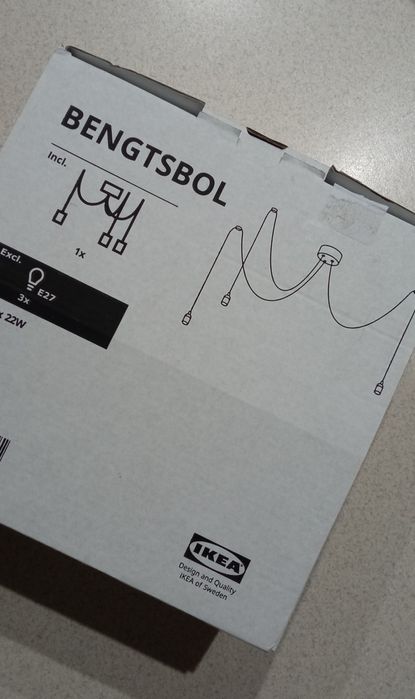 BENGTSBOL
Incl.
1x
Excl.
E27
3x
x 22W
IKEA
Design and Quality
IKEA of Sweden